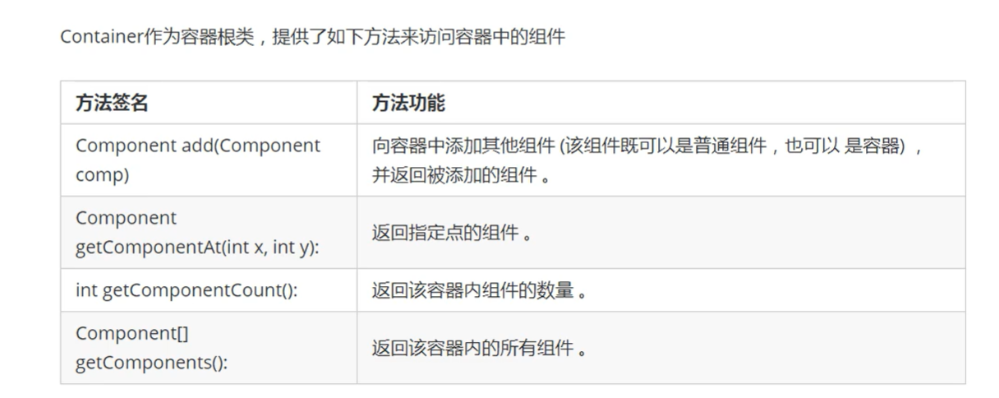 Container作为容器根类，提供了如下方法来访问容器中的组件
方法签名
方法功能
Component add(Component
comp)
向容器中添加其他组件 (该组件既可以是普通组件，也可以 是容器) ，
并返回被添加的组件 。
Component
getComponentAt(int x, int y):
返回指定点的组件 。
int getComponentCount():
返回该容器内组件的数量 。
Component[]
getComponents():
返回该容器内的所有组件 。